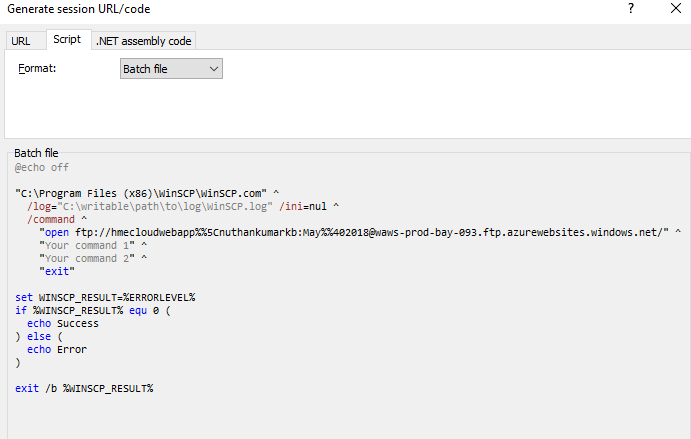 Generate session URL/code
? X
URL Script .NET assembly code
Format: Batch file
Batch file
@echo off
"C:\Program Files (x86)\WinSCP\WinSCP.com" ^
/log="C:\writable\path\to\log\WinSCP.log" /ini=nul ^
/command ^
"open ftp://hmecloudwebapp%%5Cnuthankumarkb:May%%402018@waws-prod-bay-093.ftp.azurewebsites.windows.net/" ^
"Your command 1" ^
"Your command 2" ^
"exit"
set WINSCP_RESULT=%ERRORLEVEL%
if %WINSCP_RESULT% equ 0 (
echo Success
) else (
echo Error
)
exit /b %WINSCP_RESULT%